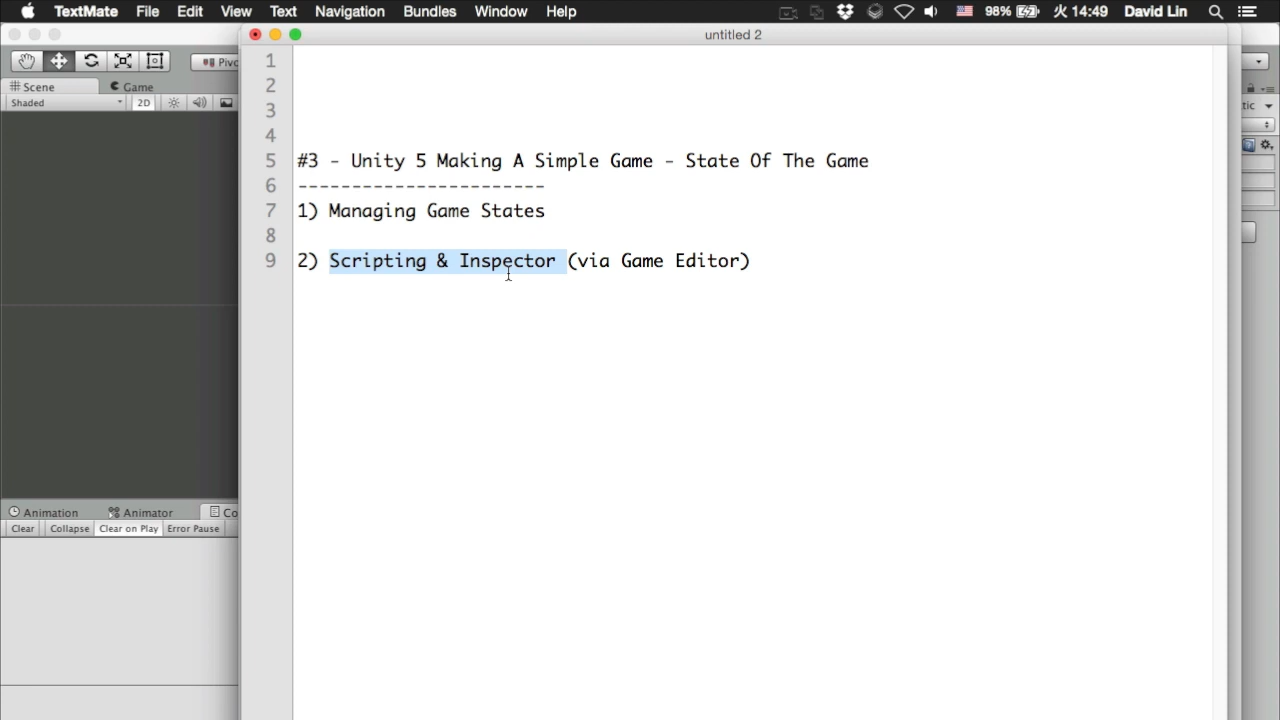 TextMate File Edit View Text Navigation Bundles Window Help 98% 火 14:49 David Lin
untitled 2
Pivo
Scene Game
Shaded 2D
tic
1
2
3
4
5 #3 - Unity 5 Making A Simple Game - State Of The Game
6 -----------------------
7 1) Managing Game States
8
9 2) Scripting & Inspector (via Game Editor)
Animation Animator Co
Clear Collapse Clear on Play Error Pause